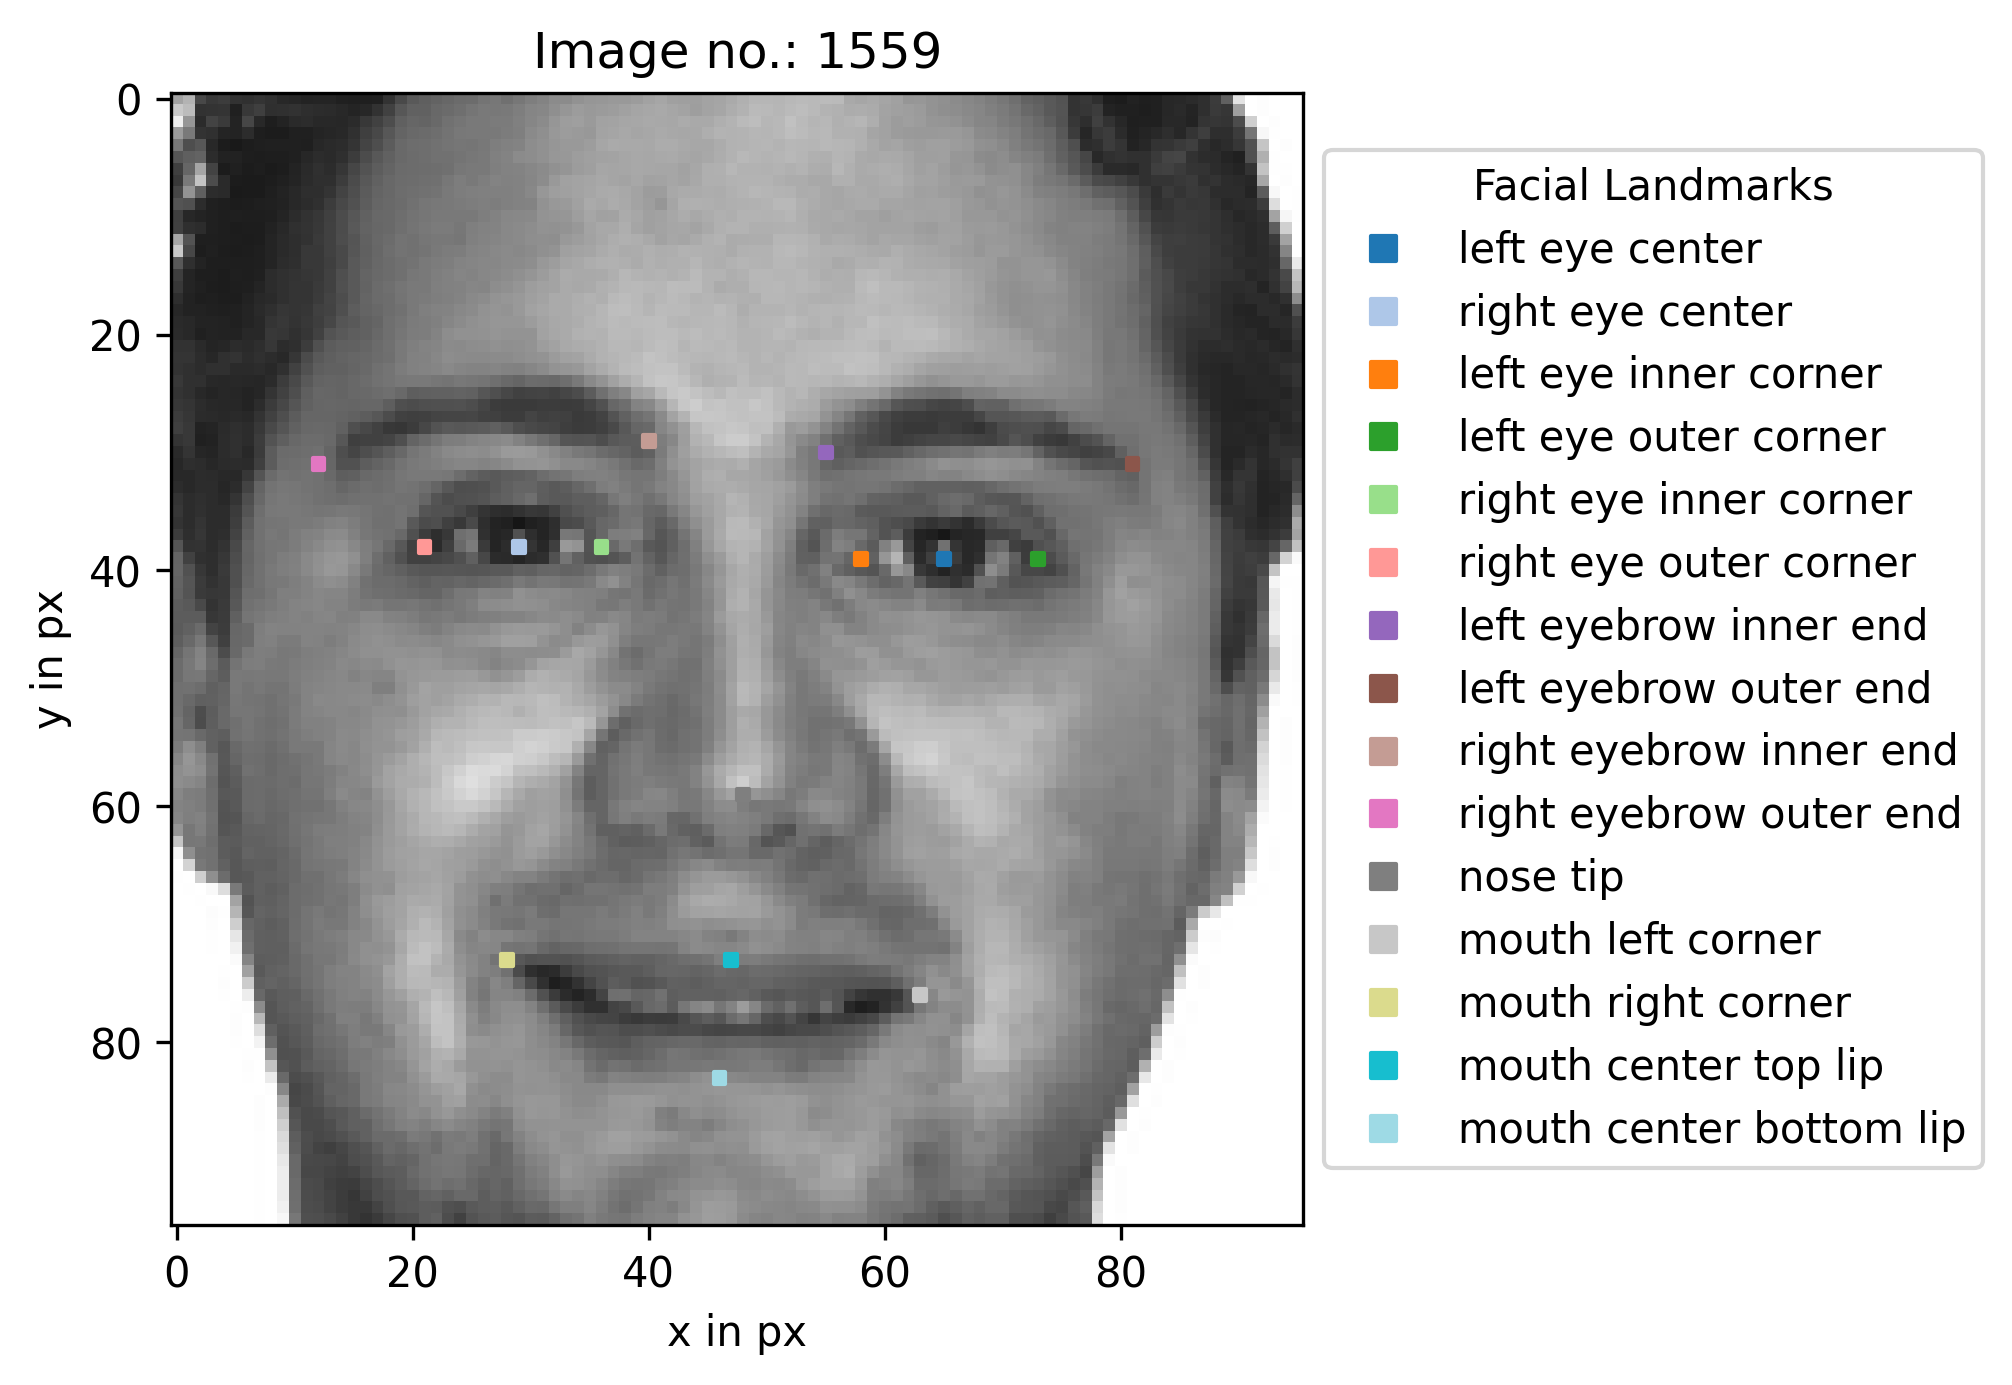 Image no.: 1559
0
20
40
60
80
y in px
0 20 40 60 80
x in px
Facial Landmarks
left eye center
right eye center
left eye inner corner
left eye outer corner
right eye inner corner
right eye outer corner
left eyebrow inner end
left eyebrow outer end
right eyebrow inner end
right eyebrow outer end
nose tip
mouth left corner
mouth right corner
mouth center top lip
mouth center bottom lip